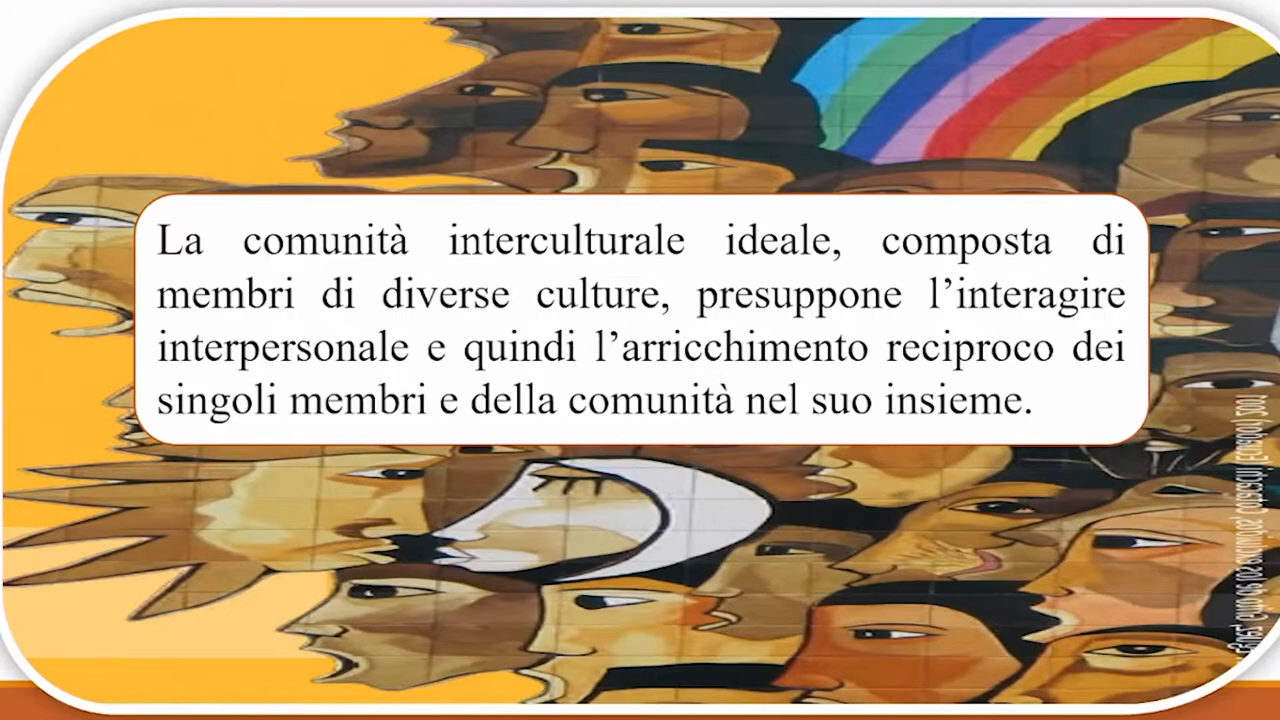 La comunità interculturale ideale, composta di
membri di diverse culture, presuppone l’interagire
interpersonale e quindi l’arricchimento reciproco dei
singoli membri e della comunità nel suo insieme.